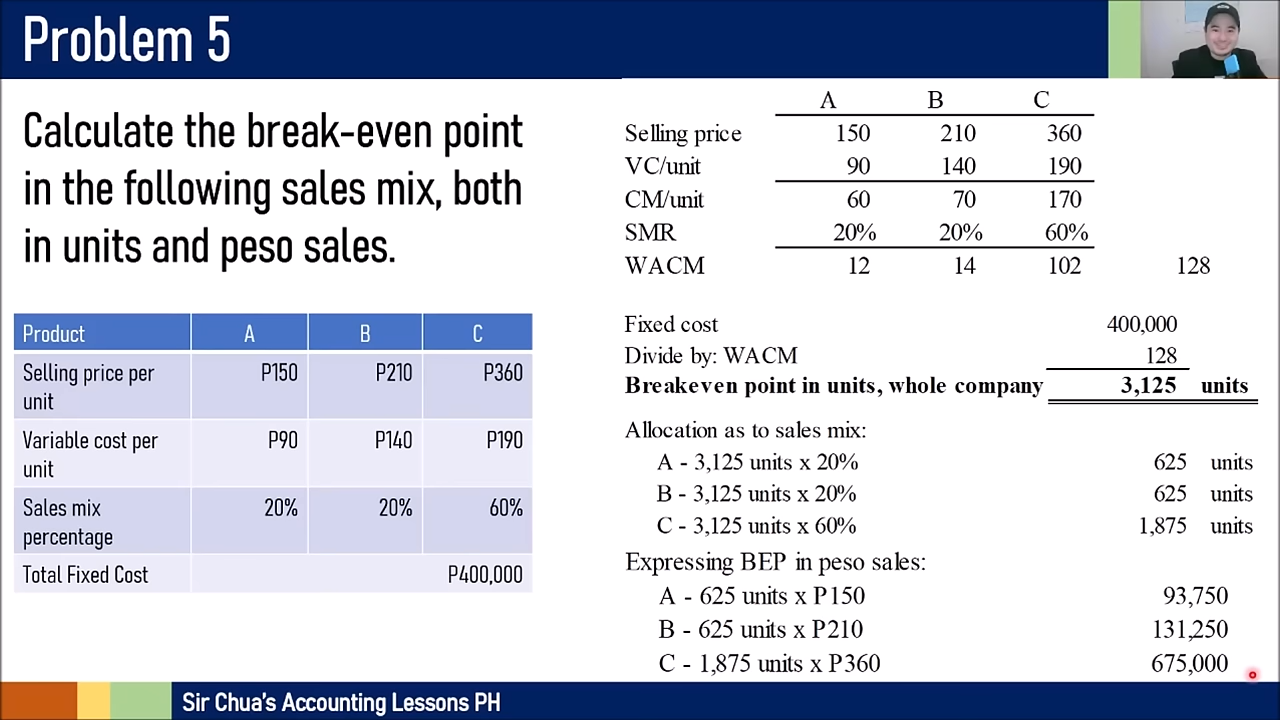 Problem 5
Calculate the break-even point
in the following sales mix, both
in units and peso sales.
Product A B C
Selling price per P150 P210 P360
unit
Variable cost per P90 P140 P190
unit
Sales mix 20% 20% 60%
percentage
Total Fixed Cost P400,000
A B C
Selling price 150 210 360
VC/unit 90 140 190
CM/unit 60 70 170
SMR 20% 20% 60%
WACM 12 14 102 128
Fixed cost 400,000
Divide by: WACM 128
Breakeven point in units, whole company 3,125 units
Allocation as to sales mix:
A - 3,125 units x 20% 625 units
B - 3,125 units x 20% 625 units
C - 3,125 units x 60% 1,875 units
Expressing BEP in peso sales:
A - 625 units x P150 93,750
B - 625 units x P210 131,250
C - 1,875 units x P360 675,000
Sir Chua's Accounting Lessons PH